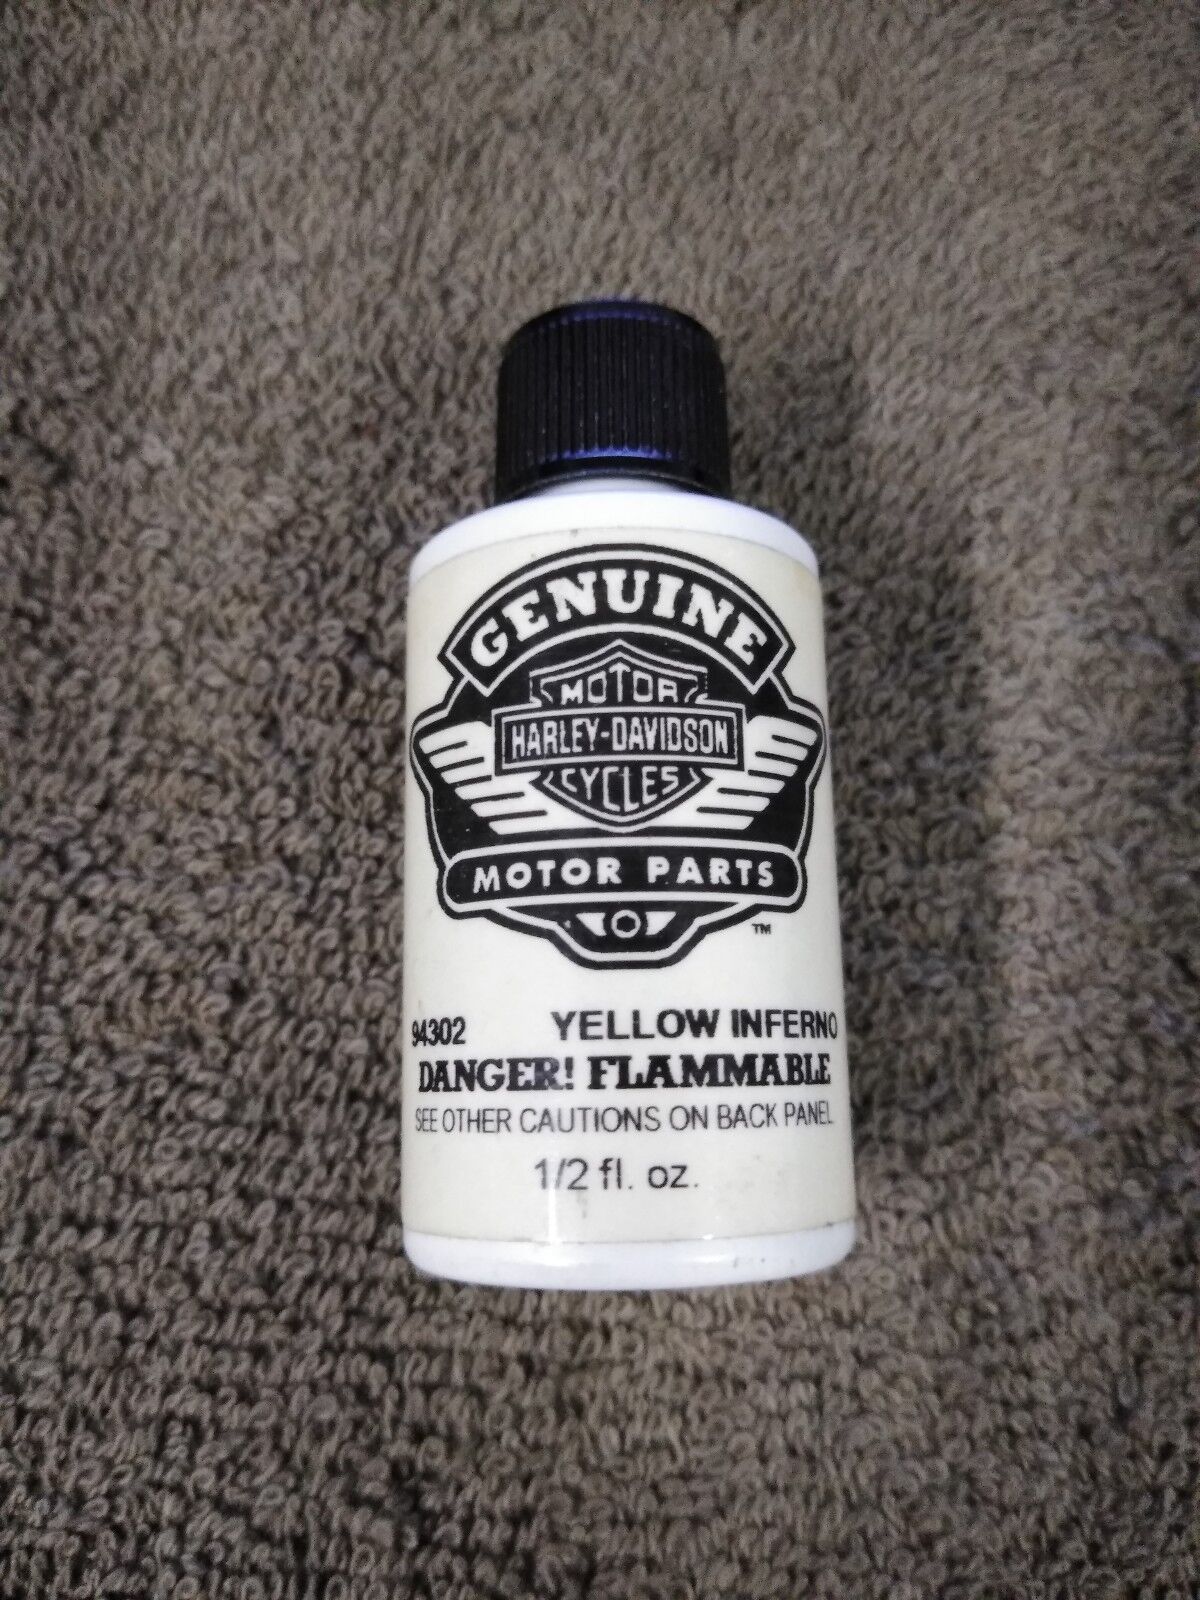 GENUINE
MOTOR
HARLEY-DAVIDSON
CYCLES
MOTOR PARTS
TM
94302 YELLOW INFERNO
DANGER! FLAMMABLE
SEE OTHER CAUTIONS ON BACK PANEL
1/2 fl. oz.